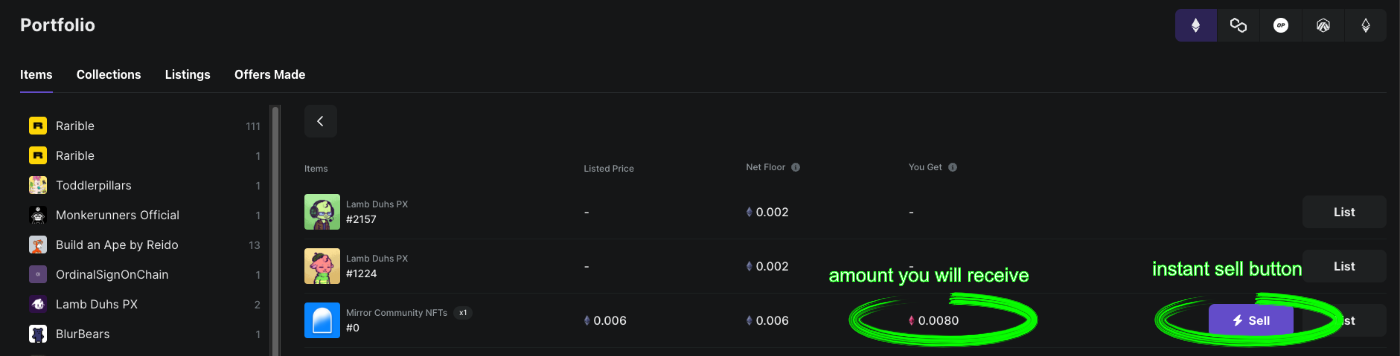 Portfolio
OP
Items Collections Listings Offers Made
Rarible 111
Rarible 1
Toddlerpillars 1
Monkerunners Official 1
Build an Ape by Reido 13
OrdinalSignOnChain 1
Lamb Duhs PX 2
BlurBears 1
Items Listed Price Net Floor You Get
Lamb Duhs PX
#2157 - 0.002 - List
Lamb Duhs PX
#1224 - 0.002 - List
amount you will receive instant sell button
Mirror Community NFTs x1
#0 0.006 0.006 0.0080 Sell